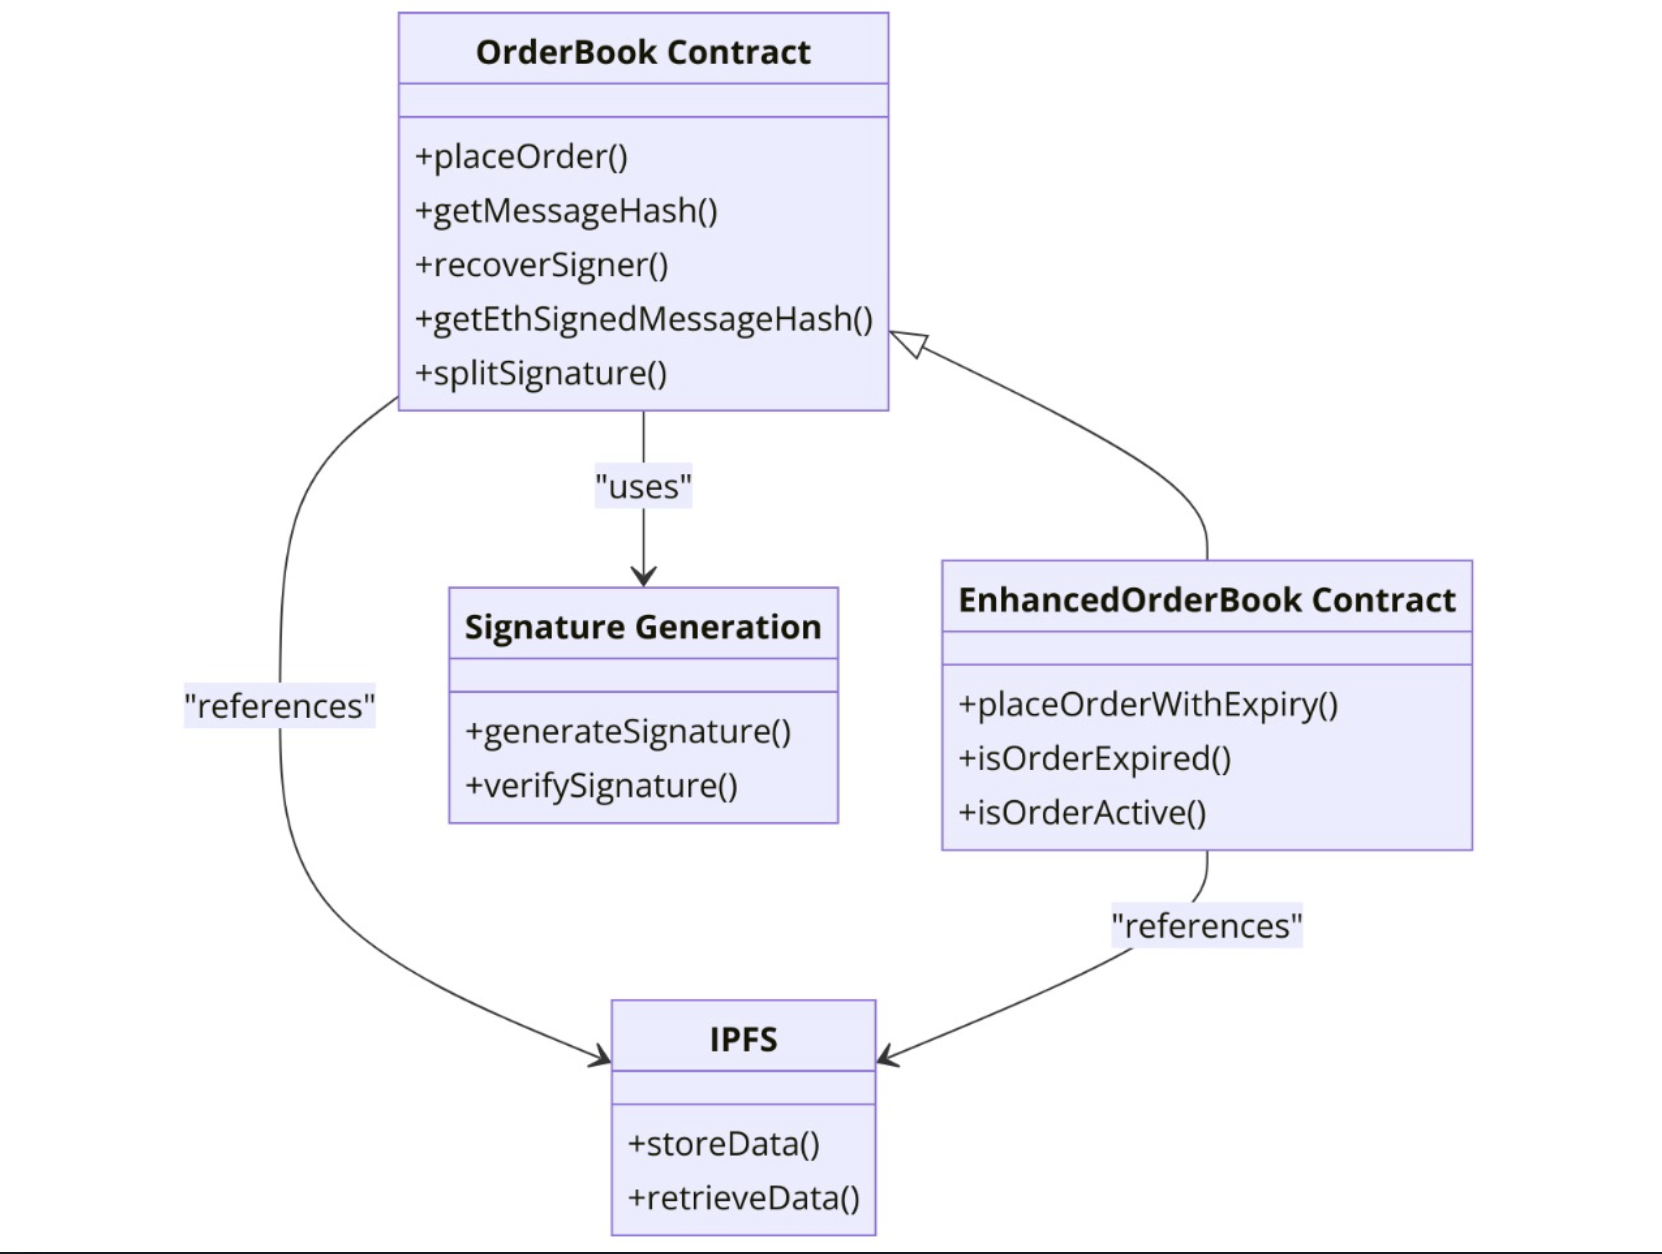 OrderBook Contract
+placeOrder()
+getMessageHash()
+recoverSigner()
+getEthSignedMessageHash()
+splitSignature()
"uses"
Signature Generation
+generateSignature()
+verifySignature()
EnhancedOrderBook Contract
+placeOrderWithExpiry()
+isOrderExpired()
+isOrderActive()
"references"
"references"
IPFS
+storeData()
+retrieveData()